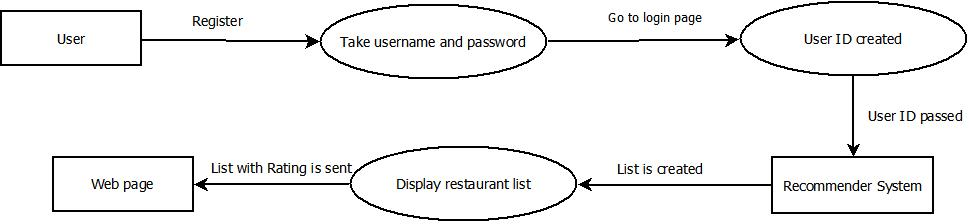 User
Register
Take username and password
Go to login page
User ID created
User ID passed
Web page
List with Rating is sent
Display restaurant list
List is created
Recommender System